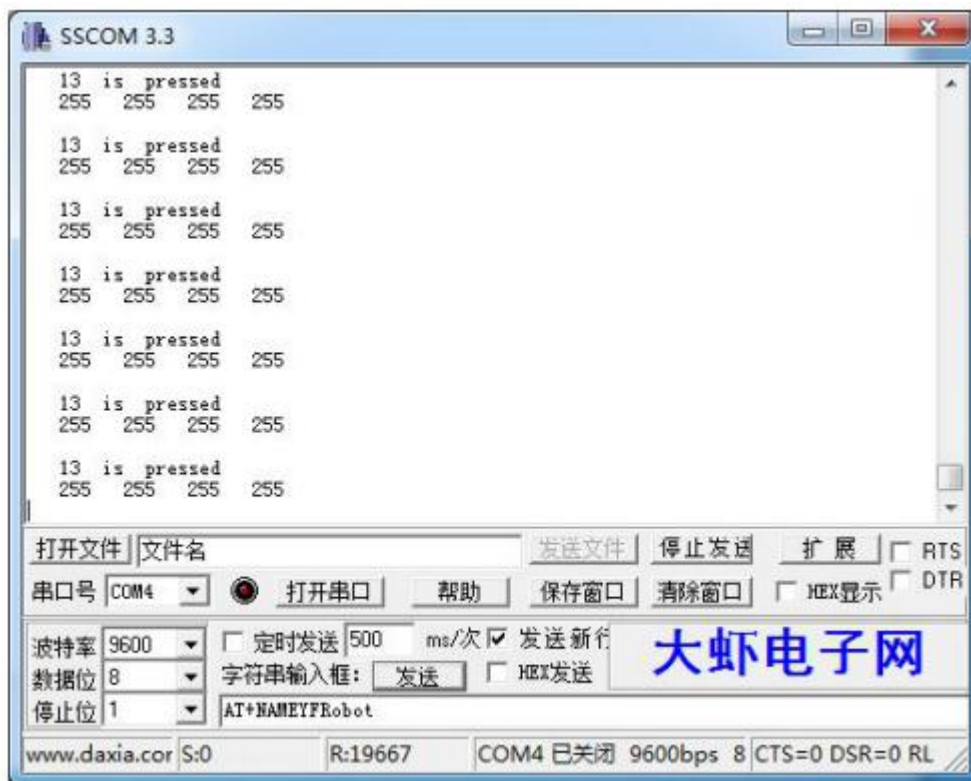 SSCOM 3.3
13 is pressed
255 255 255 255
13 is pressed
255 255 255 255
13 is pressed
255 255 255 255
13 is pressed
255 255 255 255
13 is pressed
255 255 255 255
13 is pressed
255 255 255 255
13 is pressed
255 255 255 255
打开文件 文件名 发送文件 停止发送 扩展 RTS
串口号 COM4 打开串口 帮助 保存窗口 清除窗口 HEX显示 DTR
波特率 9600 定时发送 500 ms/次 发送新行 大虾电子网
数据位 8 字符串输入框: 发送 HEX发送
停止位 1 AT+NAMEYFRobot
www.daxia.cor S:0 R:19667 COM4 已关闭 9600bps 8 CTS=0 DSR=0 RL